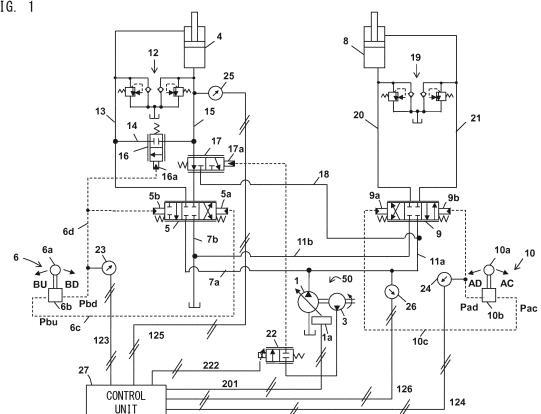 IG. 1
4
8
12
19
25
13
14
15
16
16a
17
17a
20
21
18
5b
5a
9a
9b
5
9
6d
7b
11b
7a
11a
6
6a
BU
BD
6b
Pbd
Pbu
6c
23
10
10a
AD
AC
24
Pad
10b
Pac
10c
1
50
3
1a
26
22
123
125
222
201
126
124
27
CONTROL
UNIT